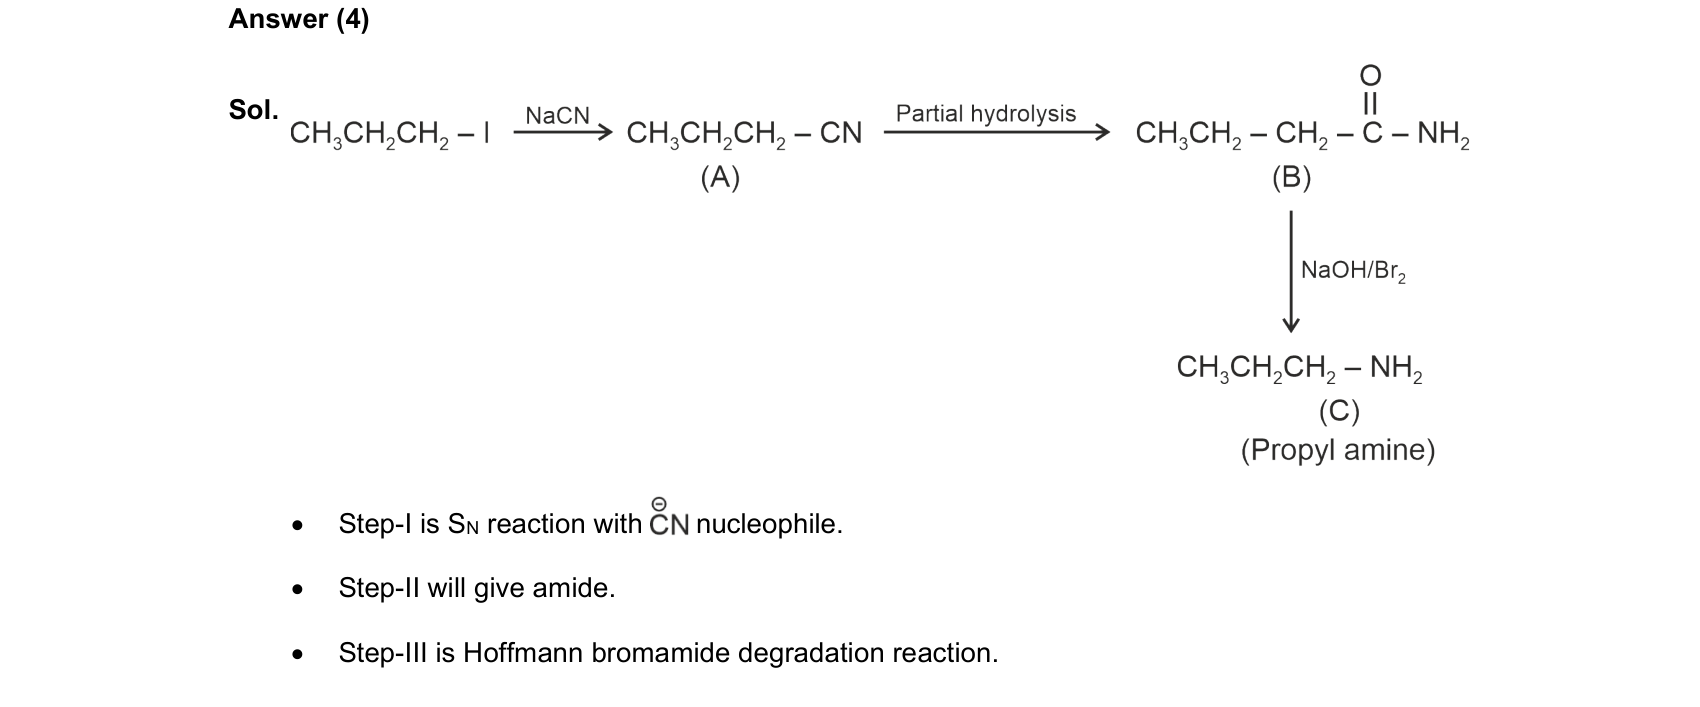 Answer (4)
Sol. CH₃CH₂CH₂ – I NaCN→ CH₃CH₂CH₂ – CN Partial hydrolysis→ CH₃CH₂ – CH₂ – C(=O) – NH₂
(A) (B)
NaOH/Br₂
CH₃CH₂CH₂ – NH₂
(C)
(Propyl amine)
• Step-I is SN reaction with C⊖N nucleophile.
• Step-II will give amide.
• Step-III is Hoffmann bromamide degradation reaction.